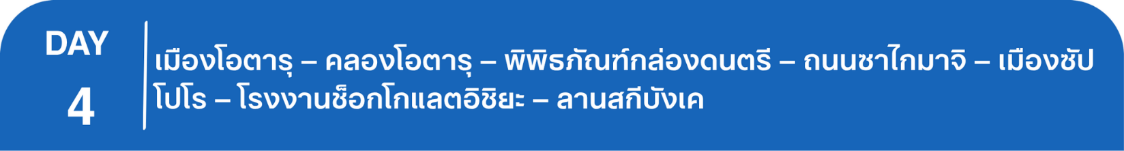 DAY
4
เมืองโอตารุ – คลองโอตารุ – พิพิธภัณฑ์กล่องดนตรี – ถนนซาไกมาจิ – เมืองซัป
โปโร – โรงงานช็อกโกแลตอิชิยะ – ลานสกีบังเค